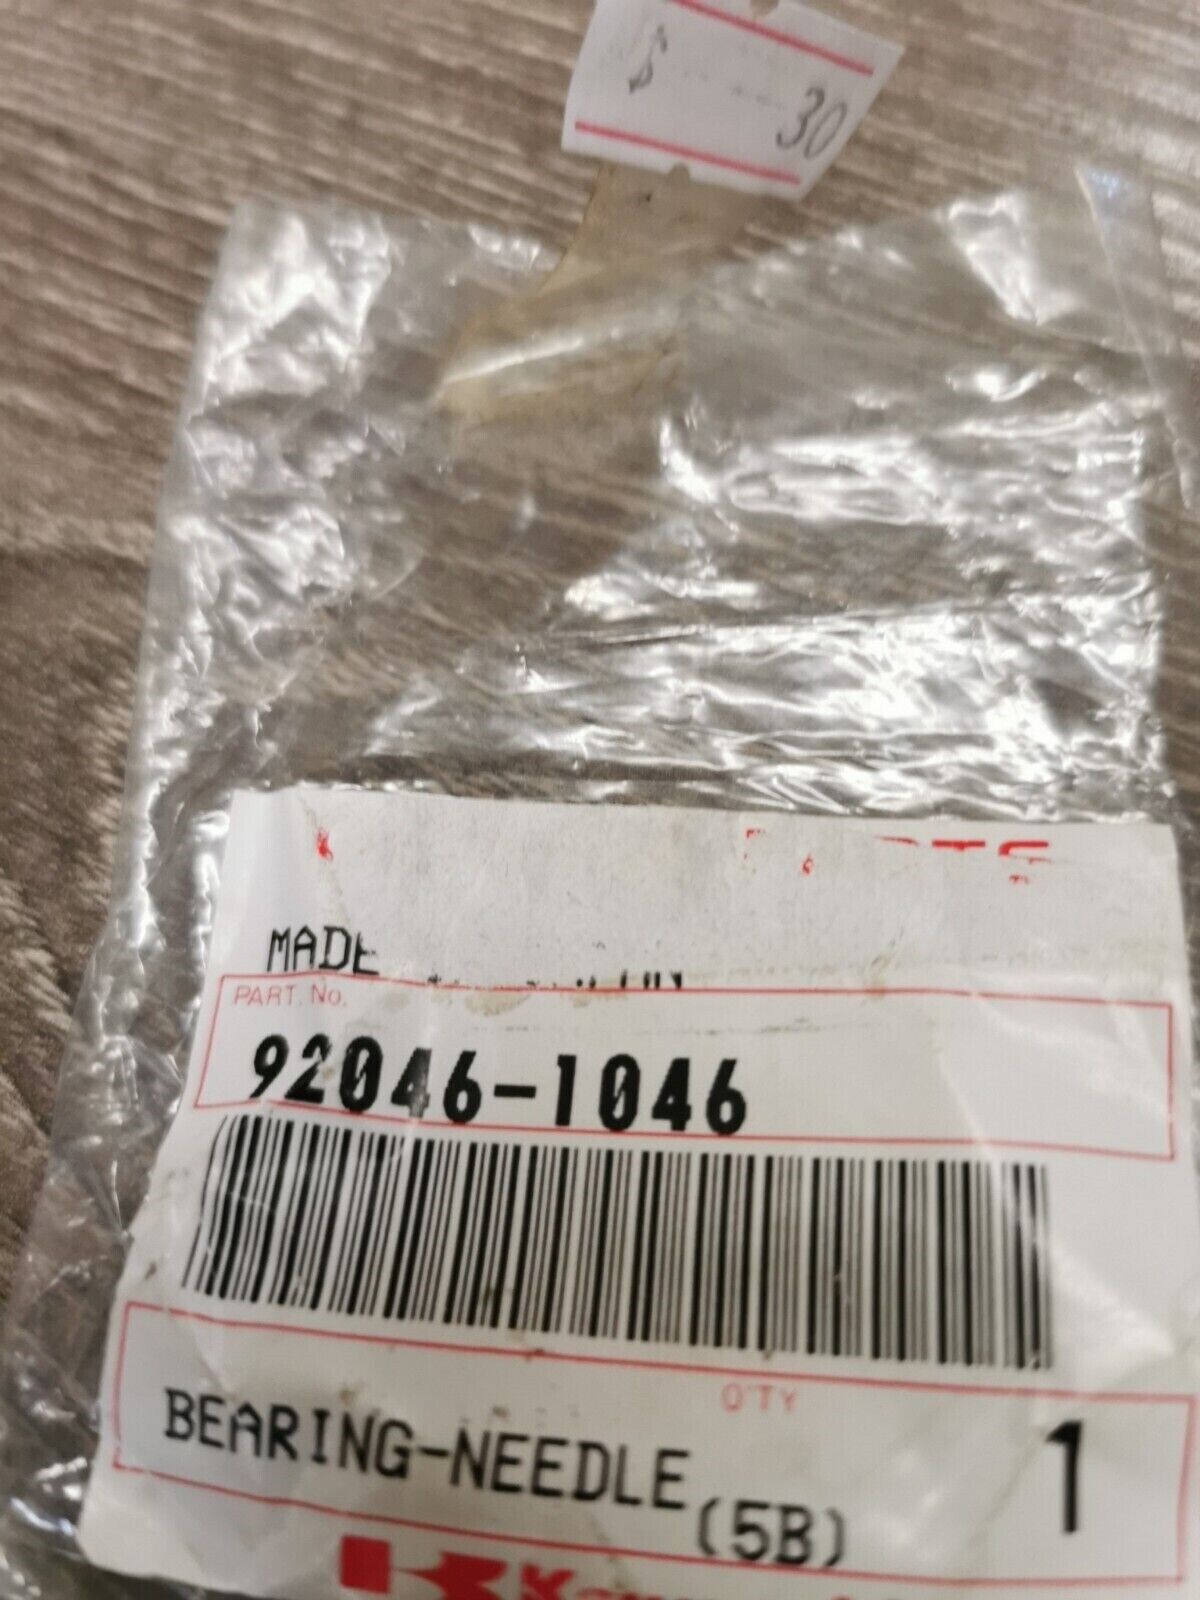 $ 30
MADE
PART. No.
92046-1046
Q'TY
BEARING-NEEDLE (5B) 1